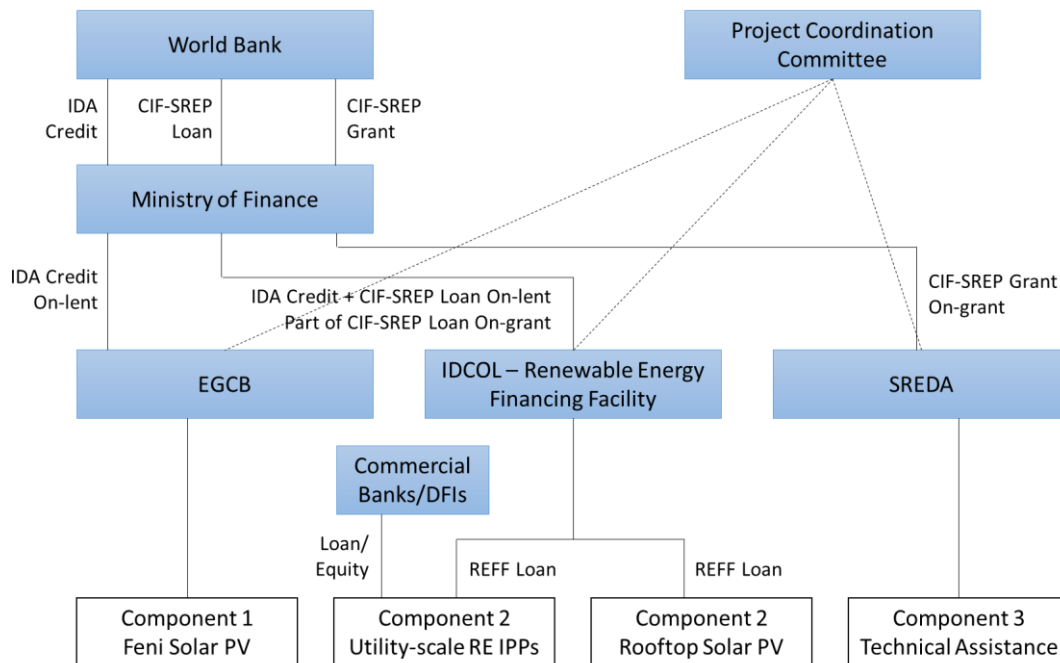 World Bank
Project Coordination
Committee
IDA
Credit
CIF-SREP
Loan
CIF-SREP
Grant
Ministry of Finance
IDA Credit
On-lent
IDA Credit + CIF-SREP Loan On-lent
Part of CIF-SREP Loan On-grant
CIF-SREP Grant
On-grant
EGCB
IDCOL – Renewable Energy
Financing Facility
SREDA
Commercial
Banks/DFIs
Loan/
Equity
REFF Loan
REFF Loan
Component 1
Feni Solar PV
Component 2
Utility-scale RE IPPs
Component 2
Rooftop Solar PV
Component 3
Technical Assistance